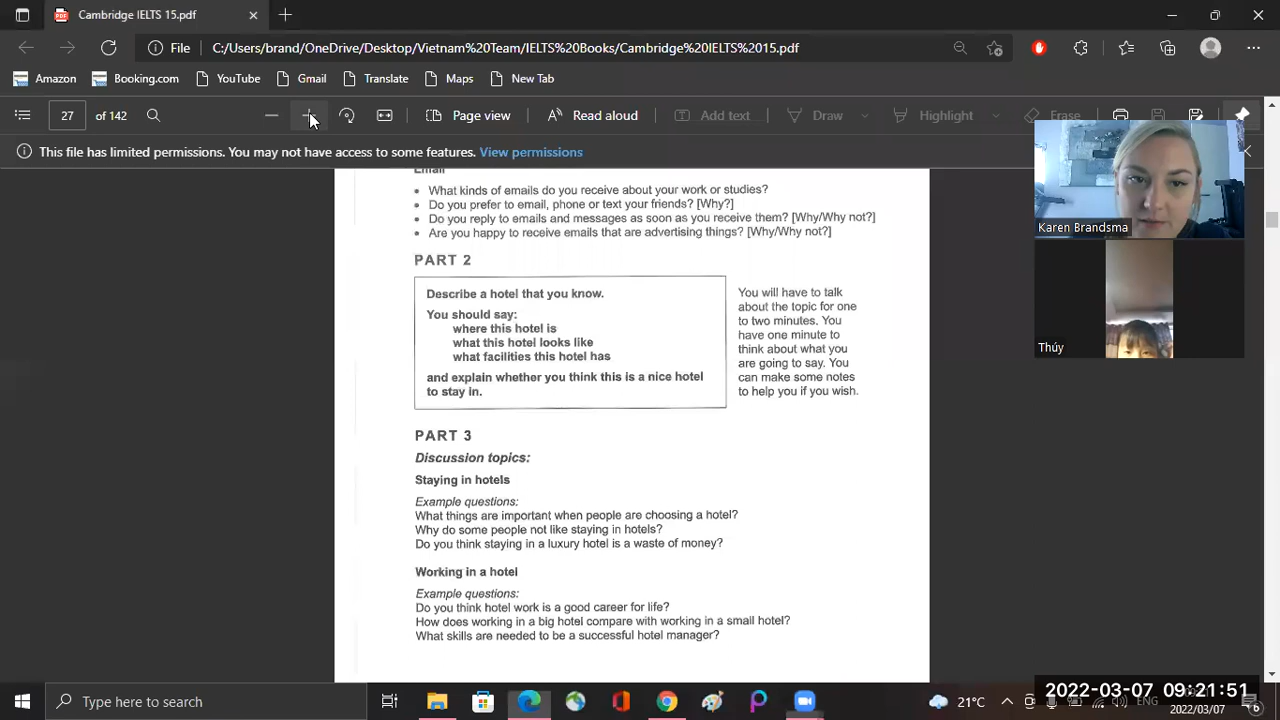 Cambridge IELTS 15.pdf
File C:/Users/brand/OneDrive/Desktop/Vietnam%20Team/IELTS%20Books/Cambridge%20IELTS%2015.pdf
Amazon Booking.com YouTube Gmail Translate Maps New Tab
27 of 142 Page view Read aloud Add text Draw Highlight Erase
This file has limited permissions. You may not have access to some features. View permissions
Email
• What kinds of emails do you receive about your work or studies?
• Do you prefer to email, phone or text your friends? [Why?]
• Do you reply to emails and messages as soon as you receive them? [Why/Why not?]
• Are you happy to receive emails that are advertising things? [Why/Why not?]
PART 2
Describe a hotel that you know.
You should say:
where this hotel is
what this hotel looks like
what facilities this hotel has
and explain whether you think this is a nice hotel
to stay in.
You will have to talk
about the topic for one
to two minutes. You
have one minute to
think about what you
are going to say. You
can make some notes
to help you if you wish.
PART 3
Discussion topics:
Staying in hotels
Example questions:
What things are important when people are choosing a hotel?
Why do some people not like staying in hotels?
Do you think staying in a luxury hotel is a waste of money?
Working in a hotel
Example questions:
Do you think hotel work is a good career for life?
How does working in a big hotel compare with working in a small hotel?
What skills are needed to be a successful hotel manager?
Karen Brandsma
Thúy
Type here to search
21°C
ENG
2022-03-07 09:21:51
2022/03/07